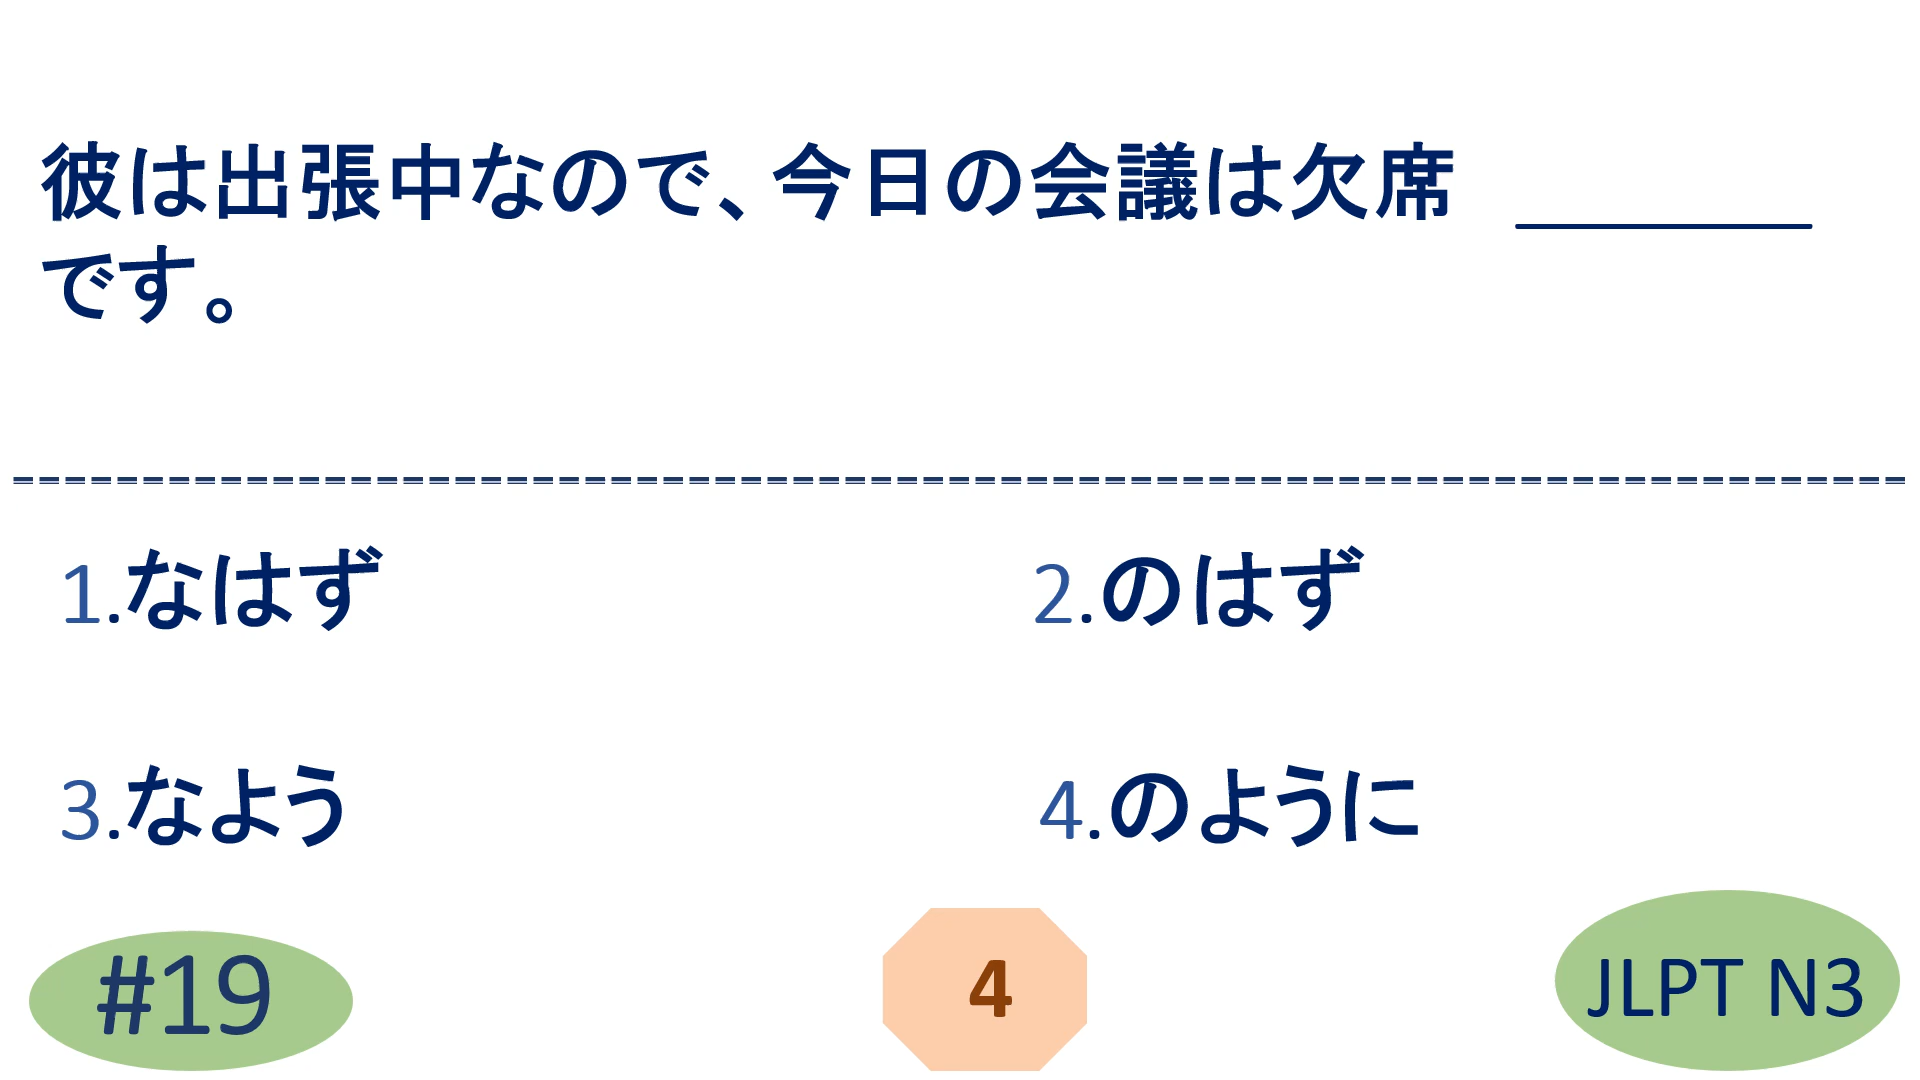 彼は出張中なので、今日の会議は欠席 ______
です。
1.なはず
2.のはず
3.なよう
4.のように
#19
4
JLPT N3